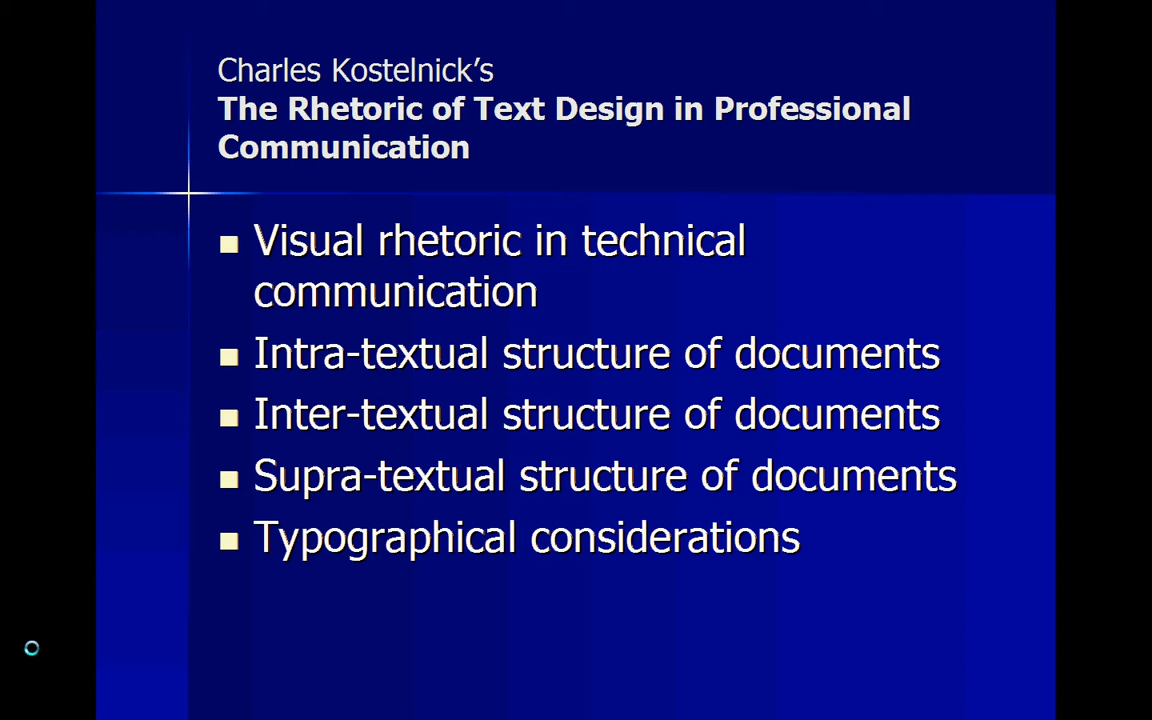 Charles Kostelnick’s
The Rhetoric of Text Design in Professional
Communication
Visual rhetoric in technical
communication
Intra-textual structure of documents
Inter-textual structure of documents
Supra-textual structure of documents
Typographical considerations